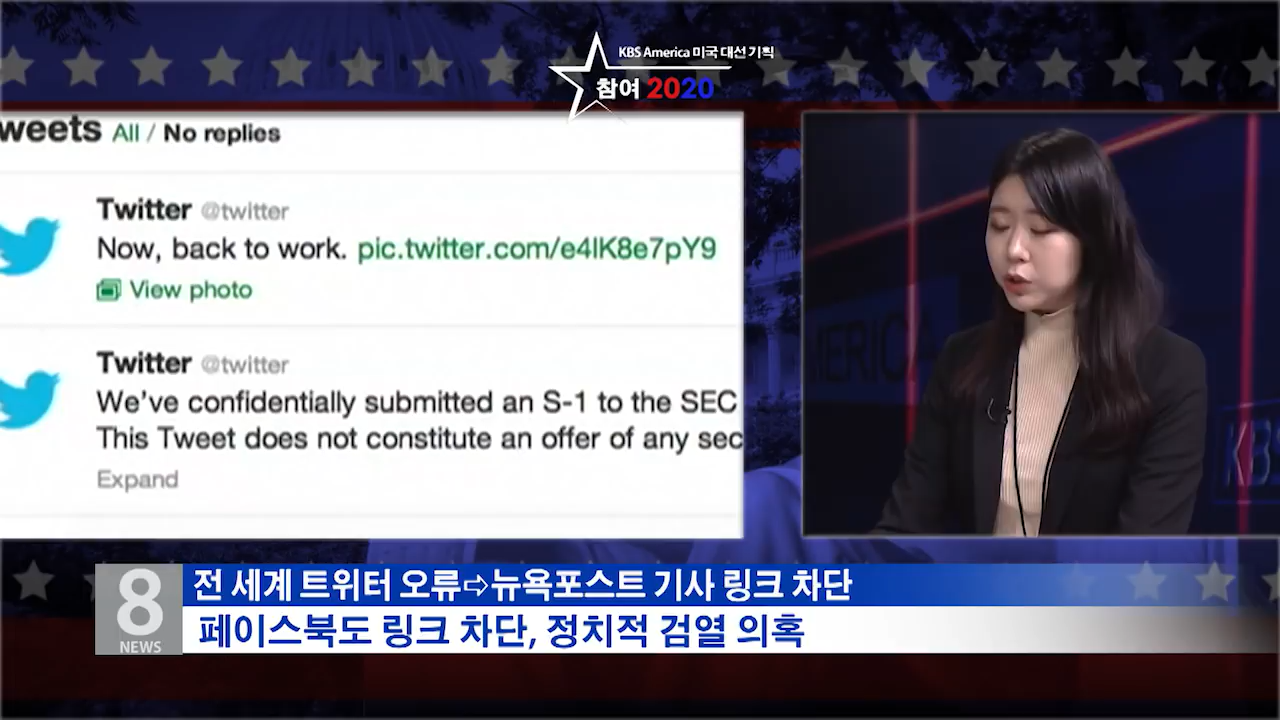 KBS America 미국 대선 기획
참여 2020
weets All / No replies
Twitter @twitter
Now, back to work. pic.twitter.com/e4lK8e7pY9
View photo
Twitter @twitter
We've confidentially submitted an S-1 to the SEC
This Tweet does not constitute an offer of any sec
Expand
MERICA
KBS
8
NEWS
전 세계 트위터 오류⇨뉴욕포스트 기사 링크 차단
페이스북도 링크 차단, 정치적 검열 의혹